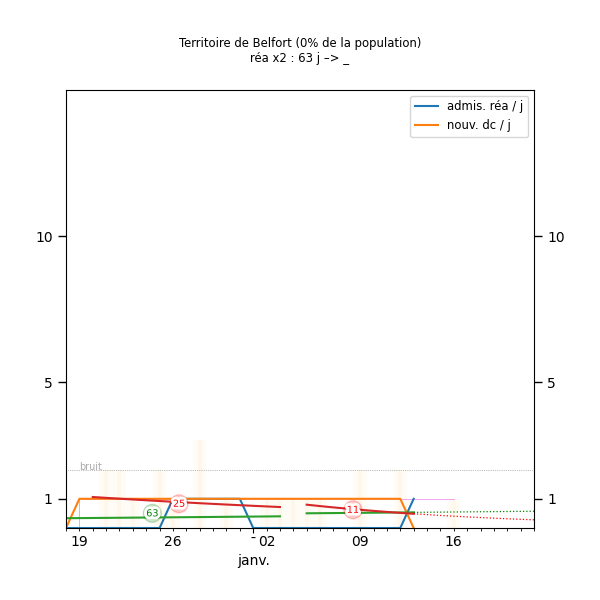 Territoire de Belfort (0% de la population)
réa x2 : 63 j –> _
admis. réa / j
nouv. dc / j
10 10
5 5
bruit
1 1
63 25 11
19 26 02 09 16
janv.